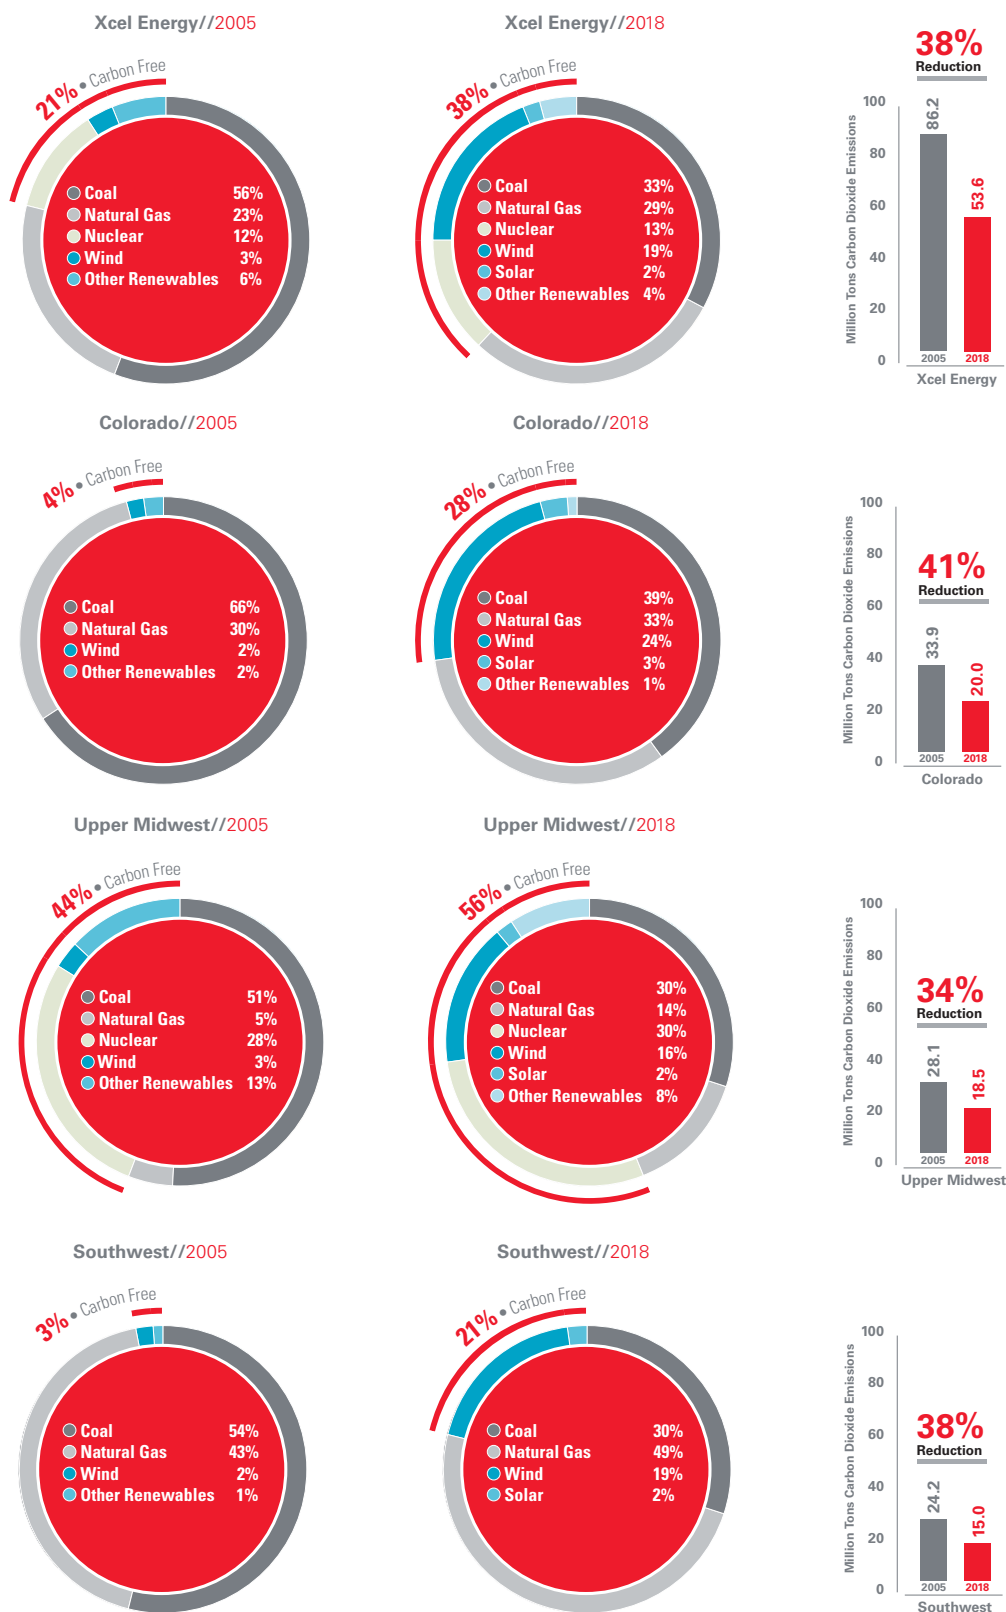 Xcel Energy//2005
21% • Carbon Free
Coal 56%
Natural Gas 23%
Nuclear 12%
Wind 3%
Other Renewables 6%
Xcel Energy//2018
38% • Carbon Free
Coal 33%
Natural Gas 29%
Nuclear 13%
Wind 19%
Solar 2%
Other Renewables 4%
38%
Reduction
Million Tons Carbon Dioxide Emissions
100
80
60
40
20
0
86.2
53.6
2005 2018
Xcel Energy
Colorado//2005
4% • Carbon Free
Coal 66%
Natural Gas 30%
Wind 2%
Other Renewables 2%
Colorado//2018
28% • Carbon Free
Coal 39%
Natural Gas 33%
Wind 24%
Solar 3%
Other Renewables 1%
41%
Reduction
Million Tons Carbon Dioxide Emissions
100
80
60
40
20
0
33.9
20.0
2005 2018
Colorado
Upper Midwest//2005
44% • Carbon Free
Coal 51%
Natural Gas 5%
Nuclear 28%
Wind 3%
Other Renewables 13%
Upper Midwest//2018
56% • Carbon Free
Coal 30%
Natural Gas 14%
Nuclear 30%
Wind 16%
Solar 2%
Other Renewables 8%
34%
Reduction
Million Tons Carbon Dioxide Emissions
100
80
60
40
20
0
28.1
18.5
2005 2018
Upper Midwest
Southwest//2005
3% • Carbon Free
Coal 54%
Natural Gas 43%
Wind 2%
Other Renewables 1%
Southwest//2018
21% • Carbon Free
Coal 30%
Natural Gas 49%
Wind 19%
Solar 2%
38%
Reduction
Million Tons Carbon Dioxide Emissions
100
80
60
40
20
0
24.2
15.0
2005 2018
Southwest